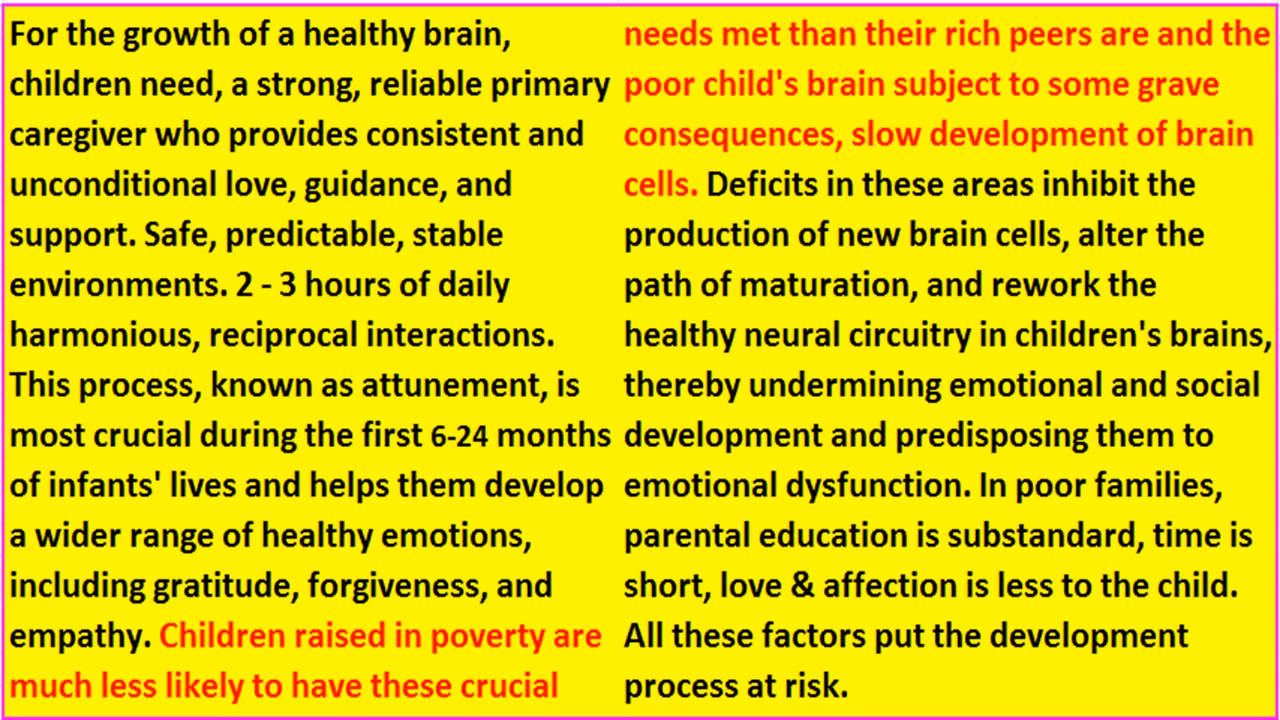 For the growth of a healthy brain,
children need, a strong, reliable primary
caregiver who provides consistent and
unconditional love, guidance, and
support. Safe, predictable, stable
environments. 2 - 3 hours of daily
harmonious, reciprocal interactions.
This process, known as attunement, is
most crucial during the first 6-24 months
of infants' lives and helps them develop
a wider range of healthy emotions,
including gratitude, forgiveness, and
empathy. Children raised in poverty are
much less likely to have these crucial
needs met than their rich peers are and the
poor child's brain subject to some grave
consequences, slow development of brain
cells. Deficits in these areas inhibit the
production of new brain cells, alter the
path of maturation, and rework the
healthy neural circuitry in children's brains,
thereby undermining emotional and social
development and predisposing them to
emotional dysfunction. In poor families,
parental education is substandard, time is
short, love & affection is less to the child.
All these factors put the development
process at risk.